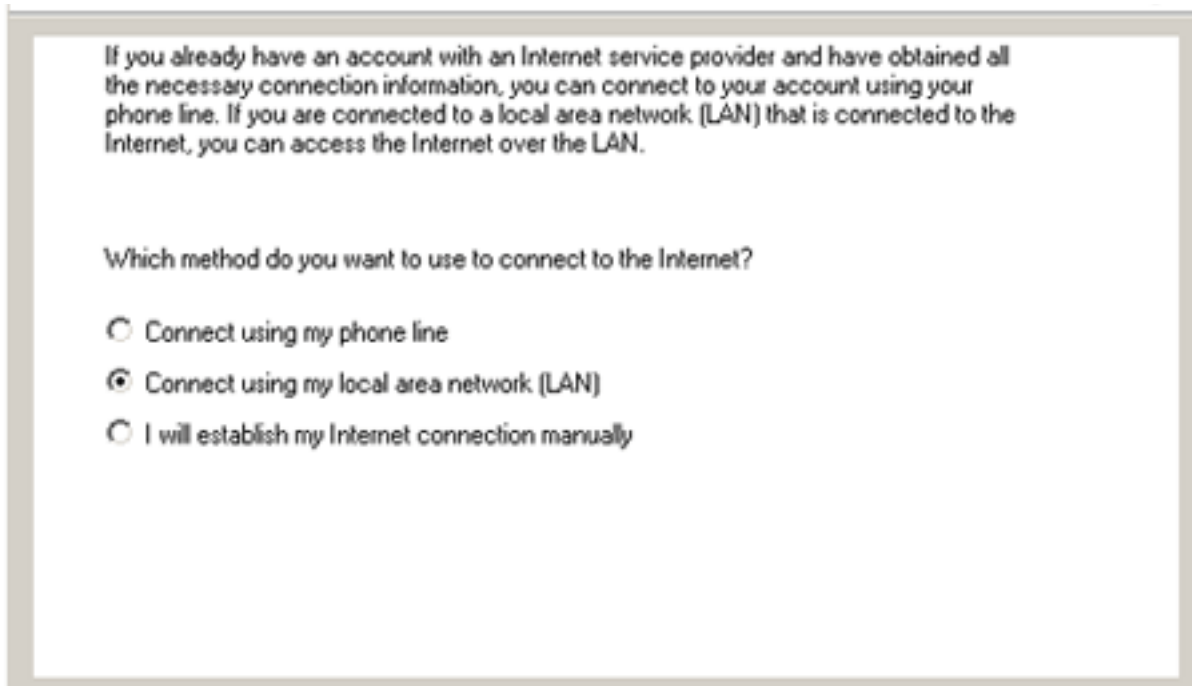 If you already have an account with an Internet service provider and have obtained all
the necessary connection information, you can connect to your account using your
phone line. If you are connected to a local area network (LAN) that is connected to the
Internet, you can access the Internet over the LAN.
Which method do you want to use to connect to the Internet?
Connect using my phone line
Connect using my local area network (LAN)
I will establish my Internet connection manually